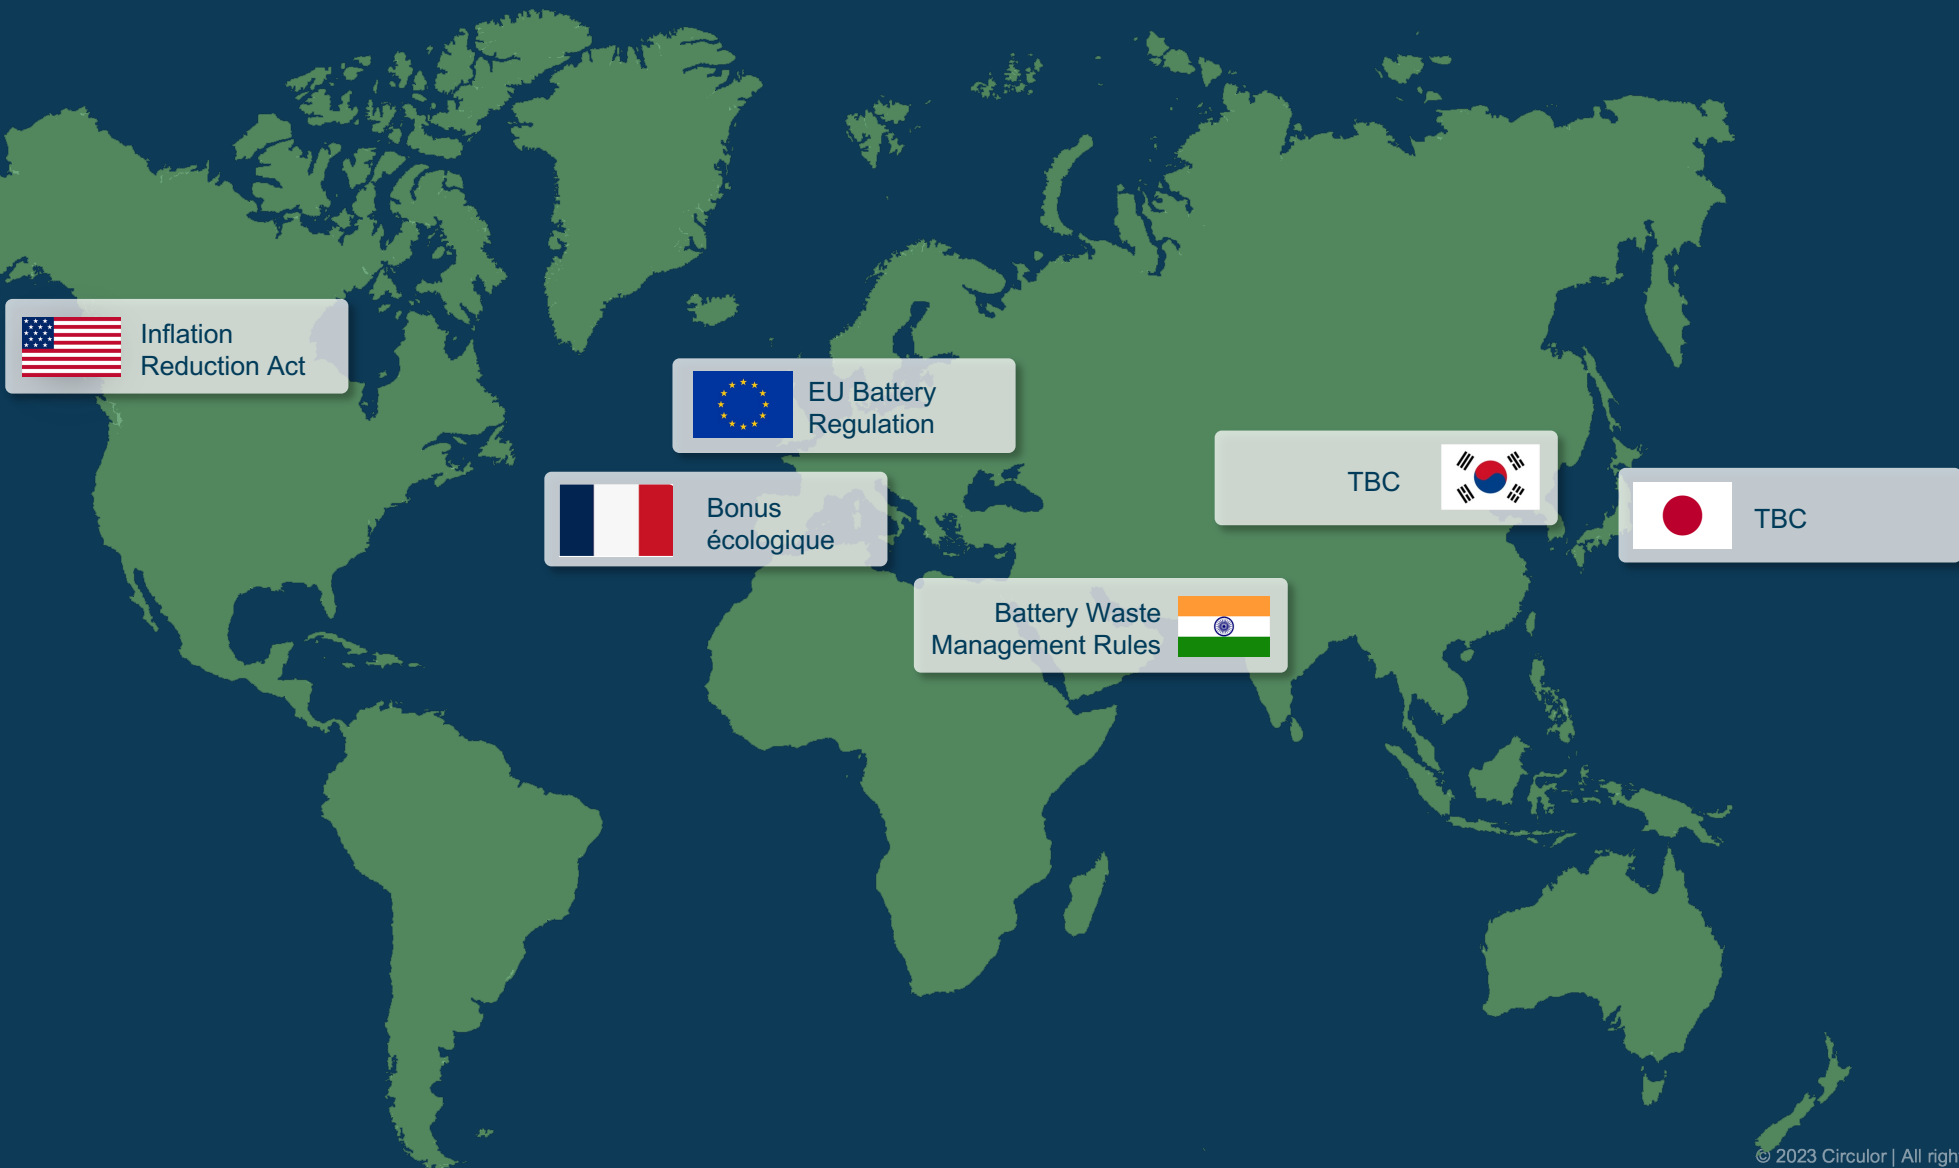 Inflation
Reduction Act
EU Battery
Regulation
Bonus
écologique
TBC
TBC
Battery Waste
Management Rules
© 2023 Circulor | All righ